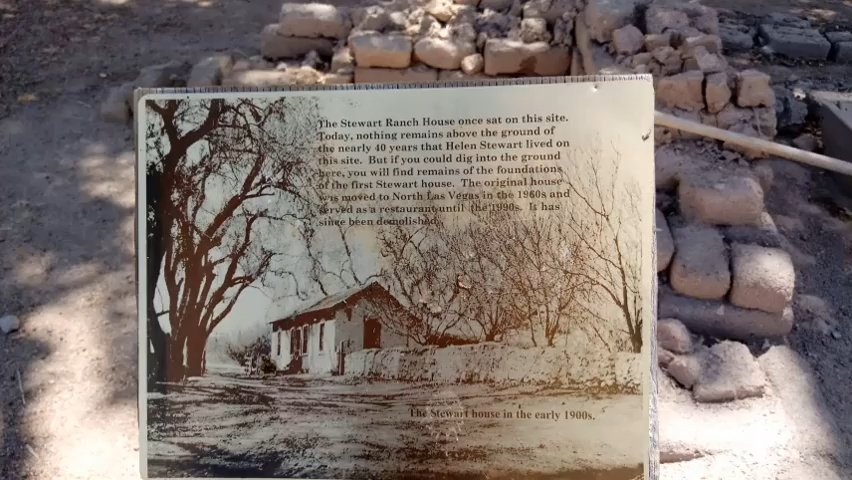 The Stewart Ranch House once sat on this site.
Today, nothing remains above the ground of
the nearly 40 years that Helen Stewart lived on
this site. But if you could dig into the ground
here, you will find remains of the foundations
of the first Stewart house. The original house
was moved to North Las Vegas in the 1960s and
served as a restaurant until the 1990s. It has
since been demolished.
The Stewart house in the early 1900s.